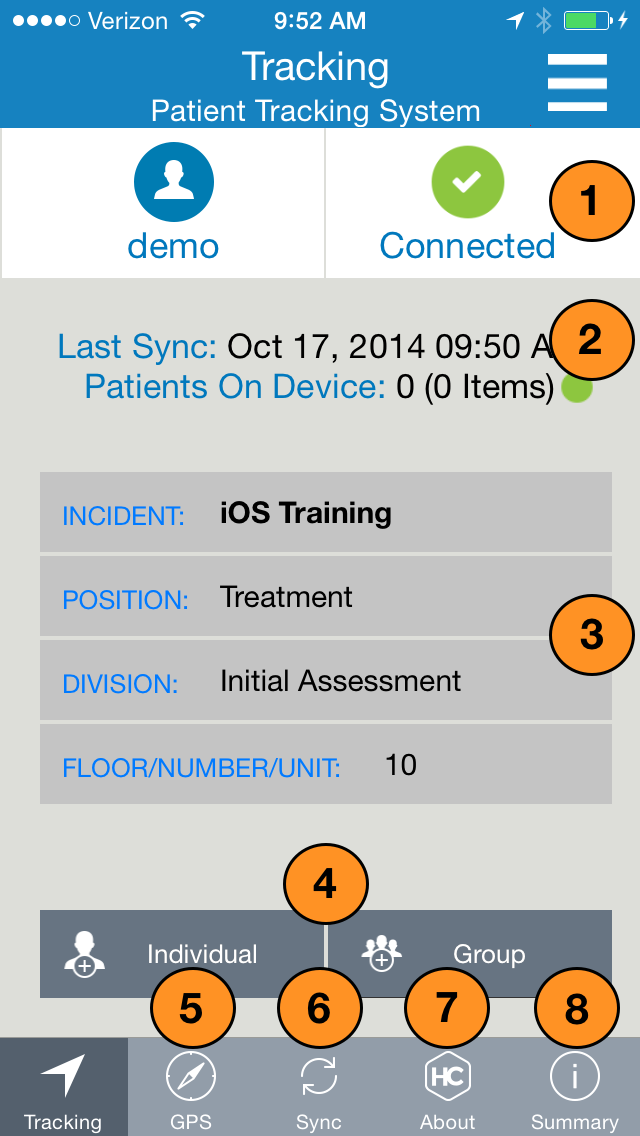 Verizon 9:52 AM
Tracking
Patient Tracking System
demo
Connected
1
Last Sync: Oct 17, 2014 09:50 A
2
Patients On Device: 0 (0 Items)
INCIDENT: iOS Training
POSITION: Treatment
3
DIVISION: Initial Assessment
FLOOR/NUMBER/UNIT: 10
4
Individual Group
5 6 7 8
HC i
Tracking GPS Sync About Summary